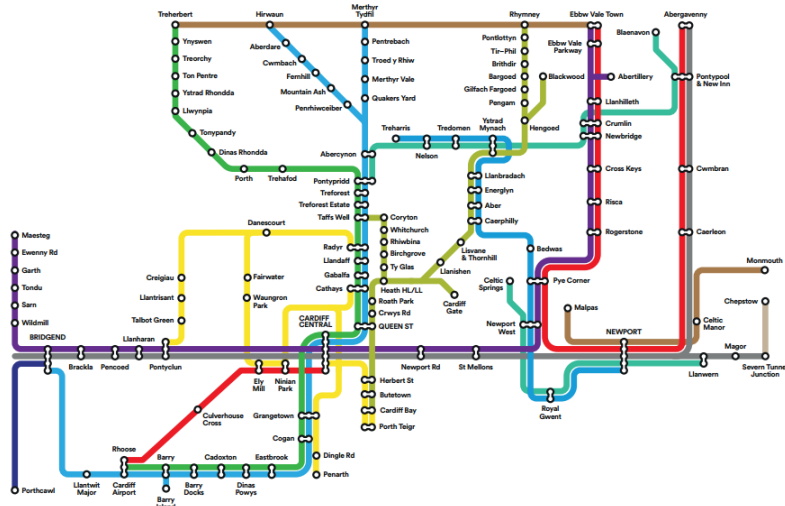 Merthyr
Tydfil
Treherbert
Hirwaun
Rhymney
Ebbw Vale Town
Abergavenny
Ynyswen
Treorchy
Ton Pentre
Ystrad Rhondda
Llwynpia
Tonypandy
Dinas Rhondda
Porth
Trehafod
Aberdare
Cwmbach
Fernhill
Mountain Ash
Penrhiwceiber
Pentrebach
Troed y Rhiw
Merthyr Vale
Quakers Yard
Abercynon
Pontypridd
Treforest
Treforest Estate
Taffs Well
Radyr
Llandaff
Gabalfa
Cathays
CARDIFF
CENTRAL
QUEEN ST
Pontlottyn
Tir–Phil
Brithdir
Bargoed
Gilfach Fargoed
Pengam
Blackwood
Hengoed
Ystrad
Mynach
Treharris
Tredomen
Nelson
Llanbradach
Energlyn
Aber
Caerphilly
Lisvane
& Thornhill
Llanishen
Cardiff
Gate
Coryton
Whitchurch
Rhiwbina
Birchgrove
Ty Glas
Heath HL/LL
Roath Park
Crwys Rd
Ebbw Vale
Parkway
Blaenavon
Abertillery
Pontypool
& New Inn
Llanhilleth
Crumlin
Newbridge
Cross Keys
Cwmbran
Risca
Rogerstone
Caerleon
Bedwas
Pye Corner
Celtic
Springs
Newport
West
Malpas
NEWPORT
Monmouth
Chepstow
Celtic
Manor
Magor
Llanwern
Severn Tunne
Junction
Royal
Gwent
Maesteg
Ewenny Rd
Garth
Tondu
Sarn
Wildmill
BRIDGEND
Brackla
Pencoed
Llanharan
Pontyclun
Danescourt
Creigiau
Llantrisant
Talbot Green
Fairwater
Waungron
Park
Ely
Mill
Ninian
Park
Newport Rd
St Mellons
Herbert St
Butetown
Cardiff Bay
Porth Teigr
Grangetown
Cogan
Dingle Rd
Penarth
Culverhouse
Cross
Rhoose
Cardiff
Airport
Barry
Cadoxton
Eastbrook
Barry
Docks
Dinas
Powys
Llantwit
Major
Porthcawl
Barry